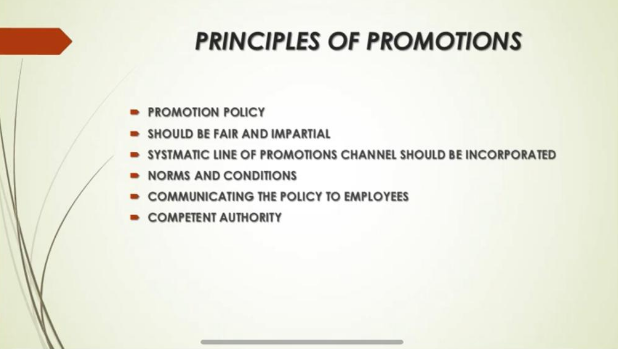 PRINCIPLES OF PROMOTIONS
PROMOTION POLICY
SHOULD BE FAIR AND IMPARTIAL
SYSTMATIC LINE OF PROMOTIONS CHANNEL SHOULD BE INCORPORATED
NORMS AND CONDITIONS
COMMUNICATING THE POLICY TO EMPLOYEES
COMPETENT AUTHORITY